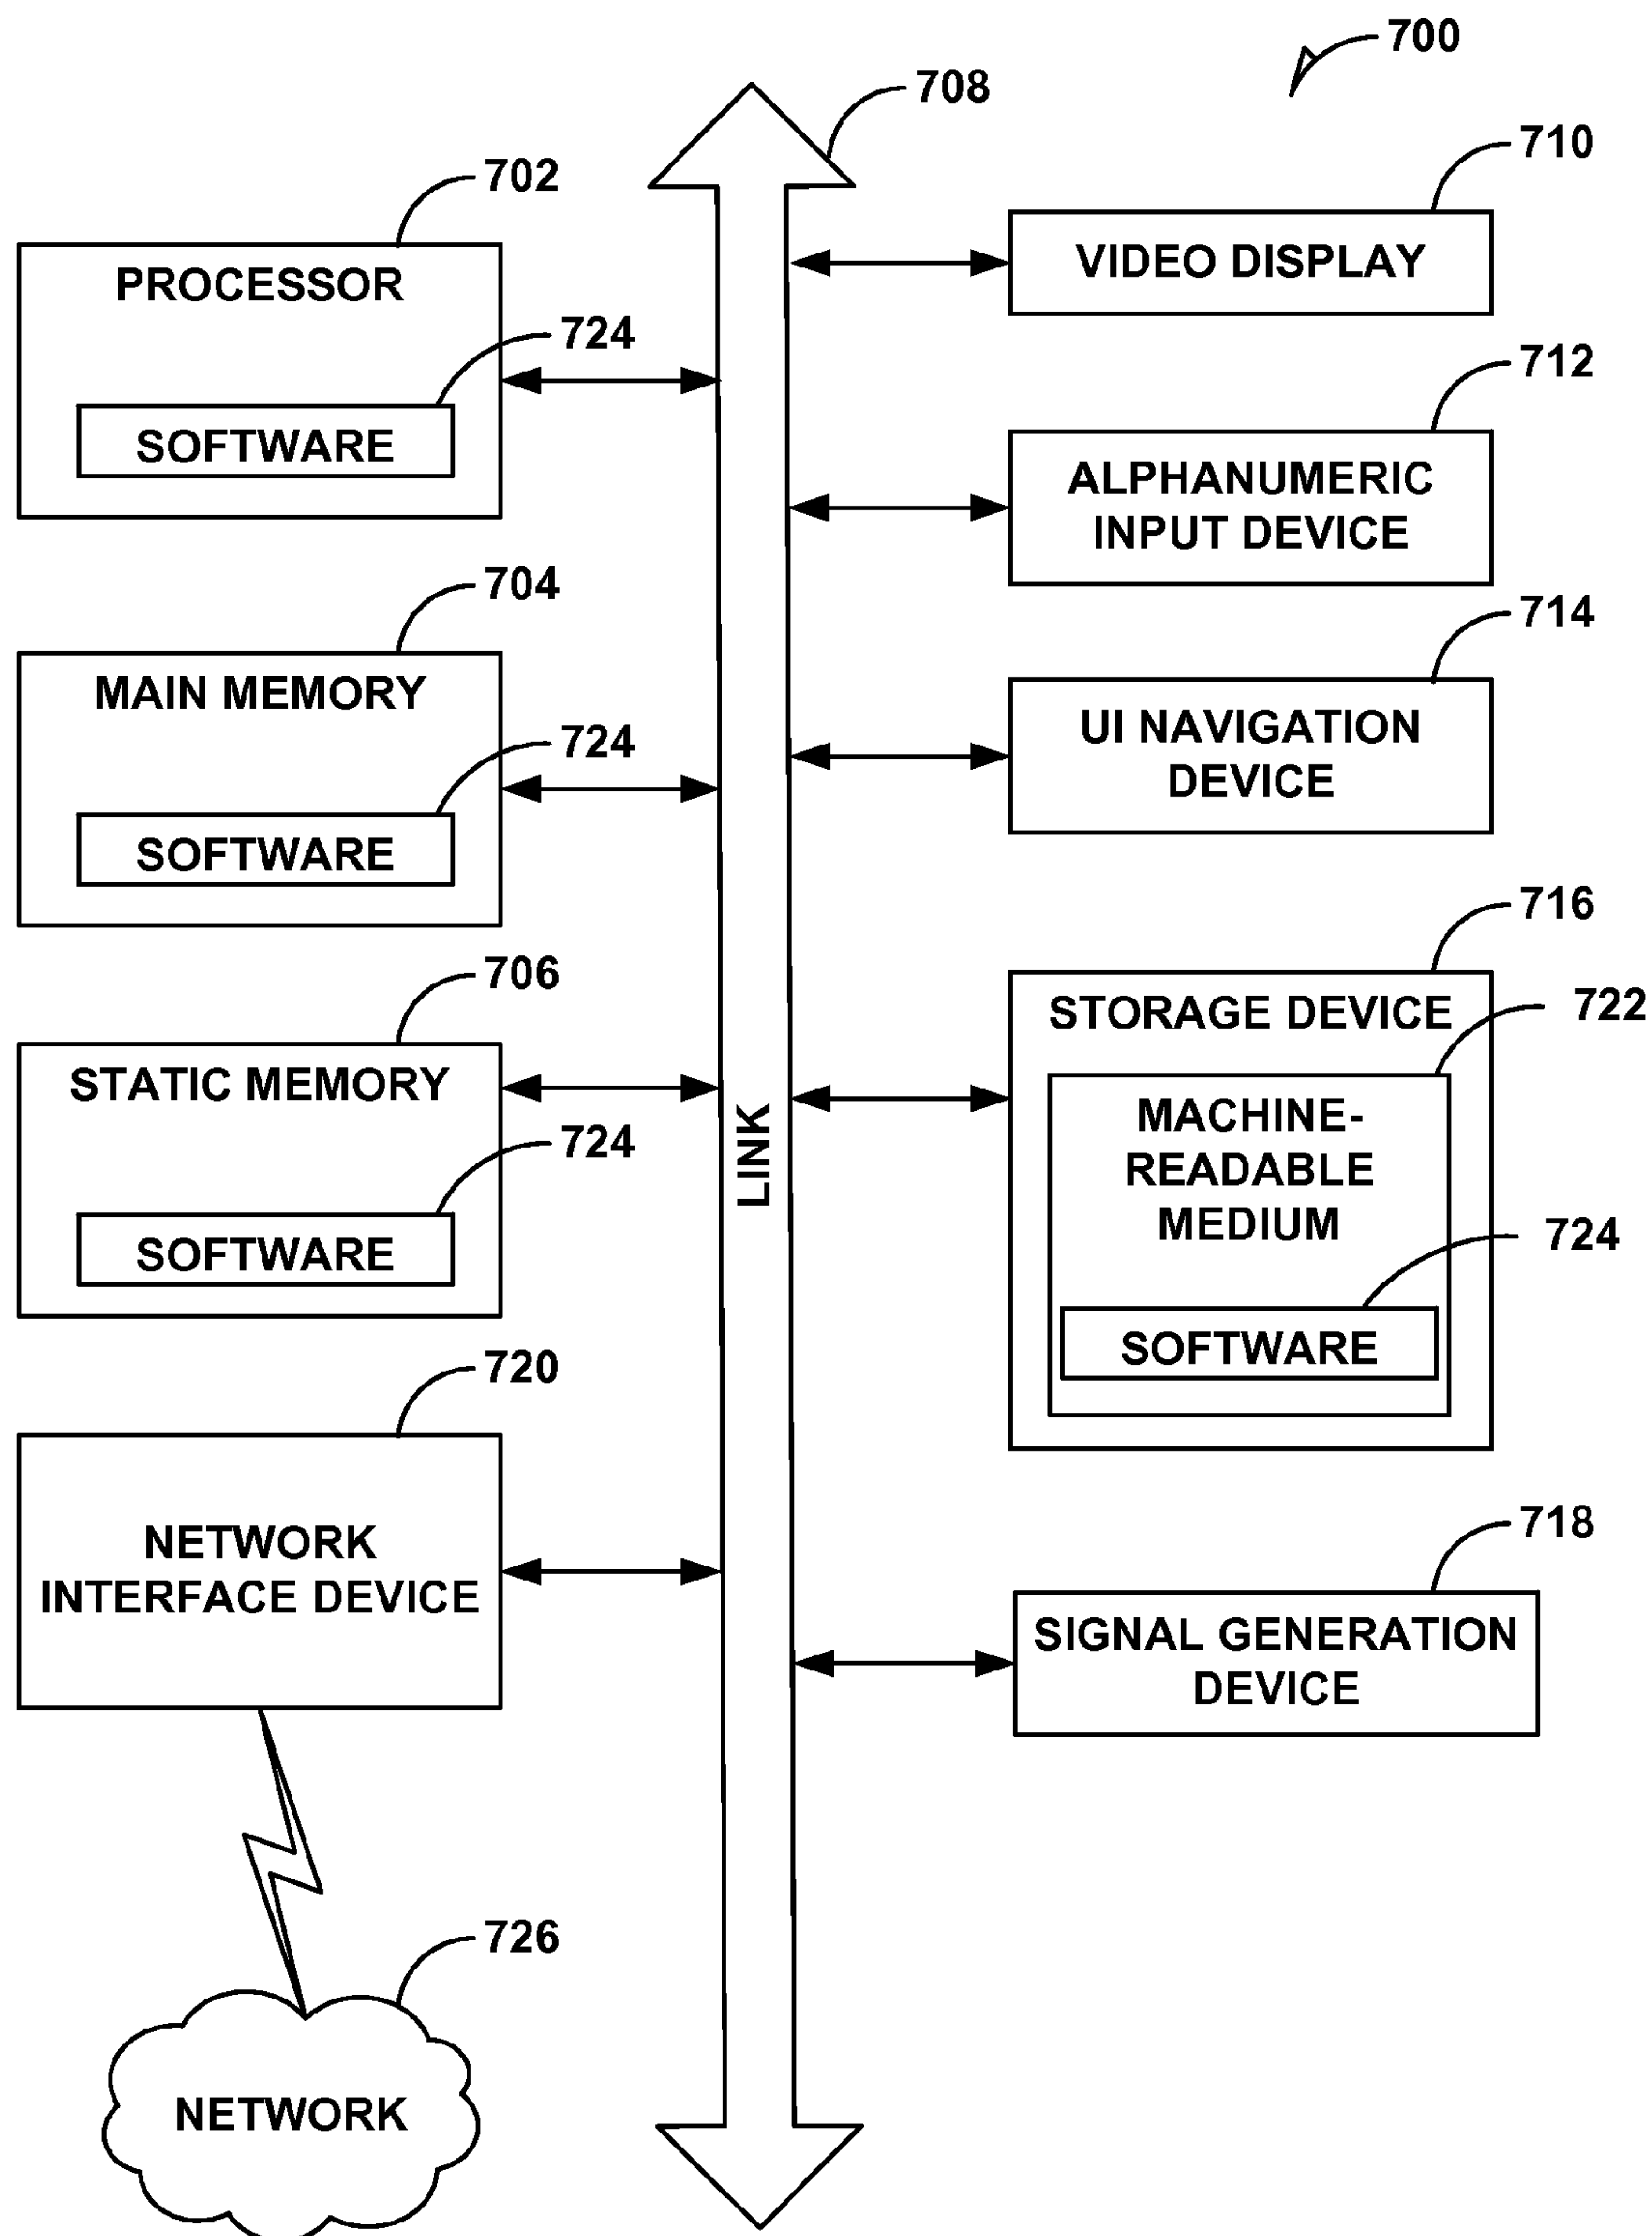 700
708
702
PROCESSOR
724
SOFTWARE
704
MAIN MEMORY
724
SOFTWARE
706
STATIC MEMORY
724
SOFTWARE
720
NETWORK
INTERFACE DEVICE
726
NETWORK
LINK
710
VIDEO DISPLAY
712
ALPHANUMERIC
INPUT DEVICE
714
UI NAVIGATION
DEVICE
716
STORAGE DEVICE
722
MACHINE-
READABLE
MEDIUM
724
SOFTWARE
718
SIGNAL GENERATION
DEVICE